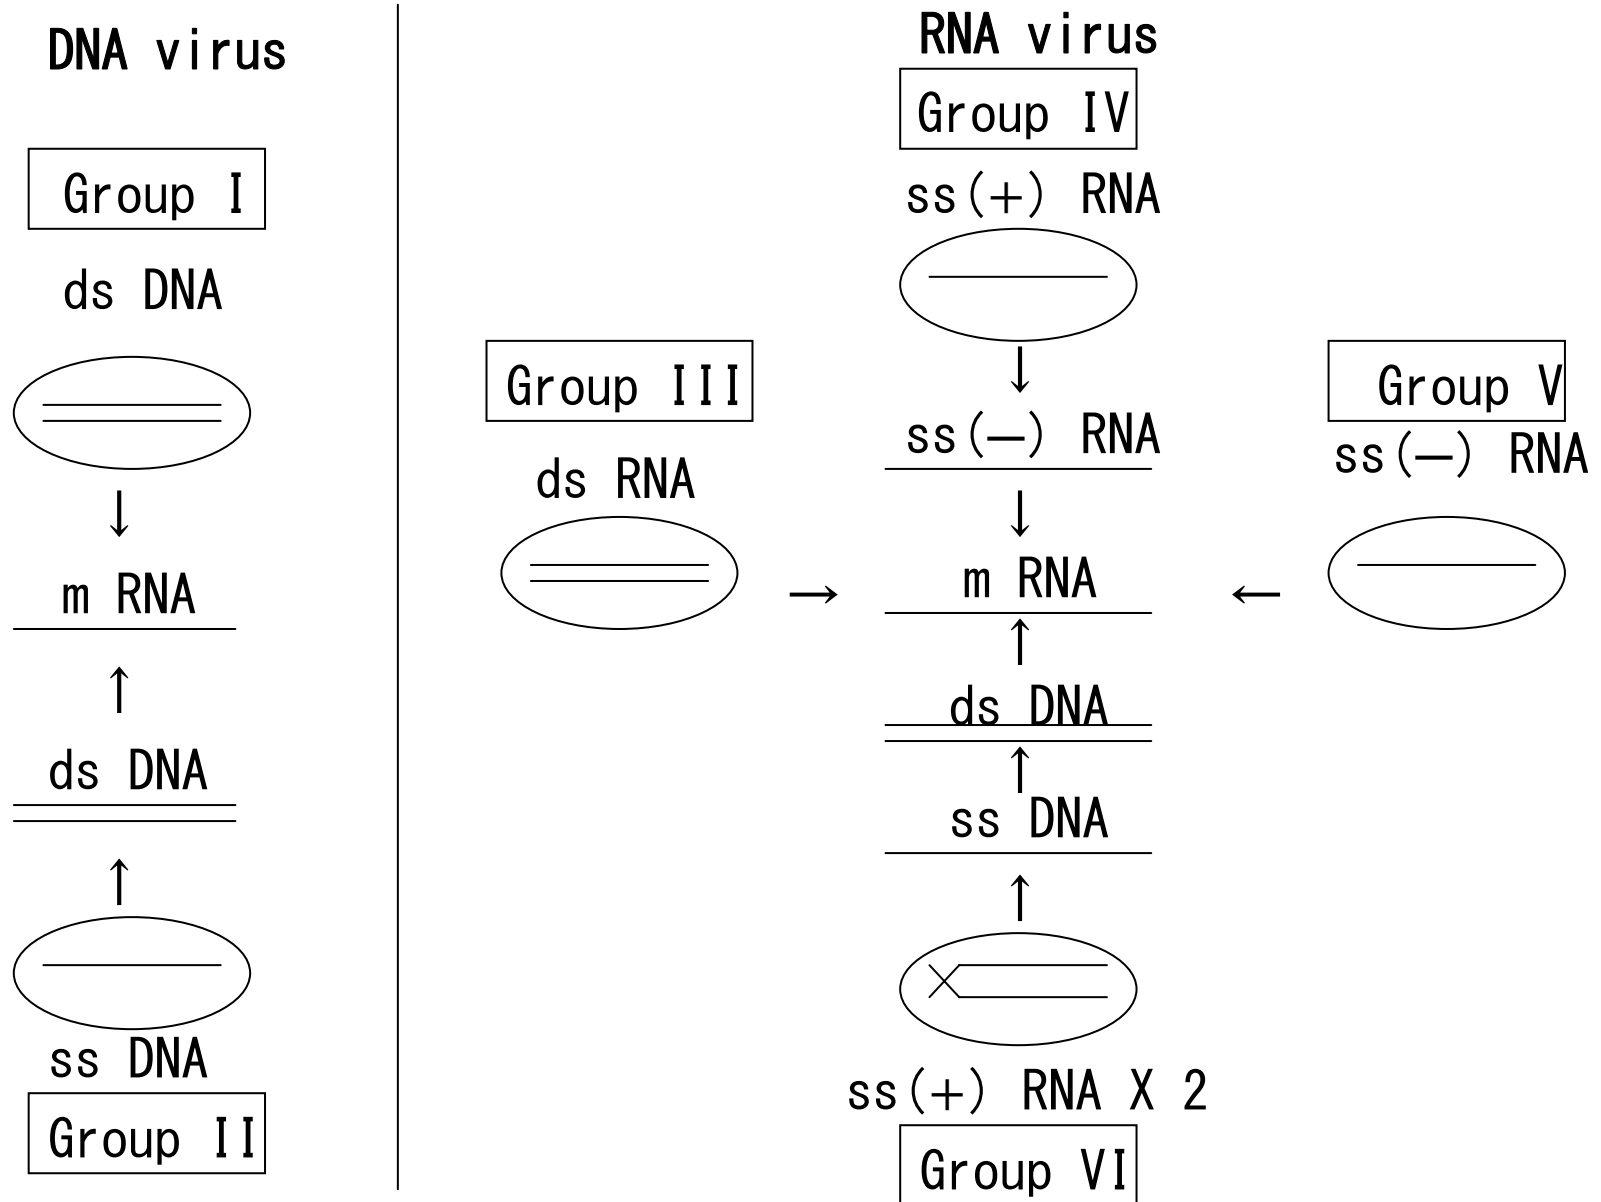 DNA virus
Group I
ds DNA
m RNA
ds DNA
ss DNA
Group II
RNA virus
Group IV
ss(+) RNA
ss(—) RNA
m RNA
ds DNA
ss DNA
ss(+) RNA X 2
Group VI
Group III
ds RNA
Group V
ss(—) RNA